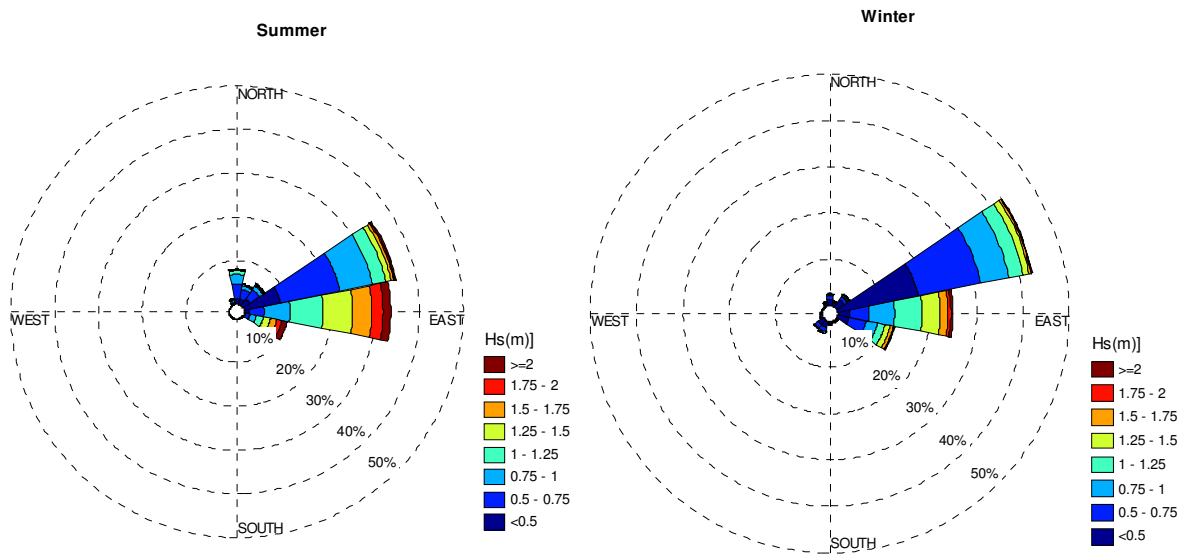 Summer
NORTH
WEST
EAST
SOUTH
10%
20%
30%
40%
50%
Hs(m)]
>=2
1.75 - 2
1.5 - 1.75
1.25 - 1.5
1 - 1.25
0.75 - 1
0.5 - 0.75
<0.5
Winter
NORTH
WEST
EAST
SOUTH
10%
20%
30%
40%
50%
Hs(m)]
>=2
1.75 - 2
1.5 - 1.75
1.25 - 1.5
1 - 1.25
0.75 - 1
0.5 - 0.75
<0.5